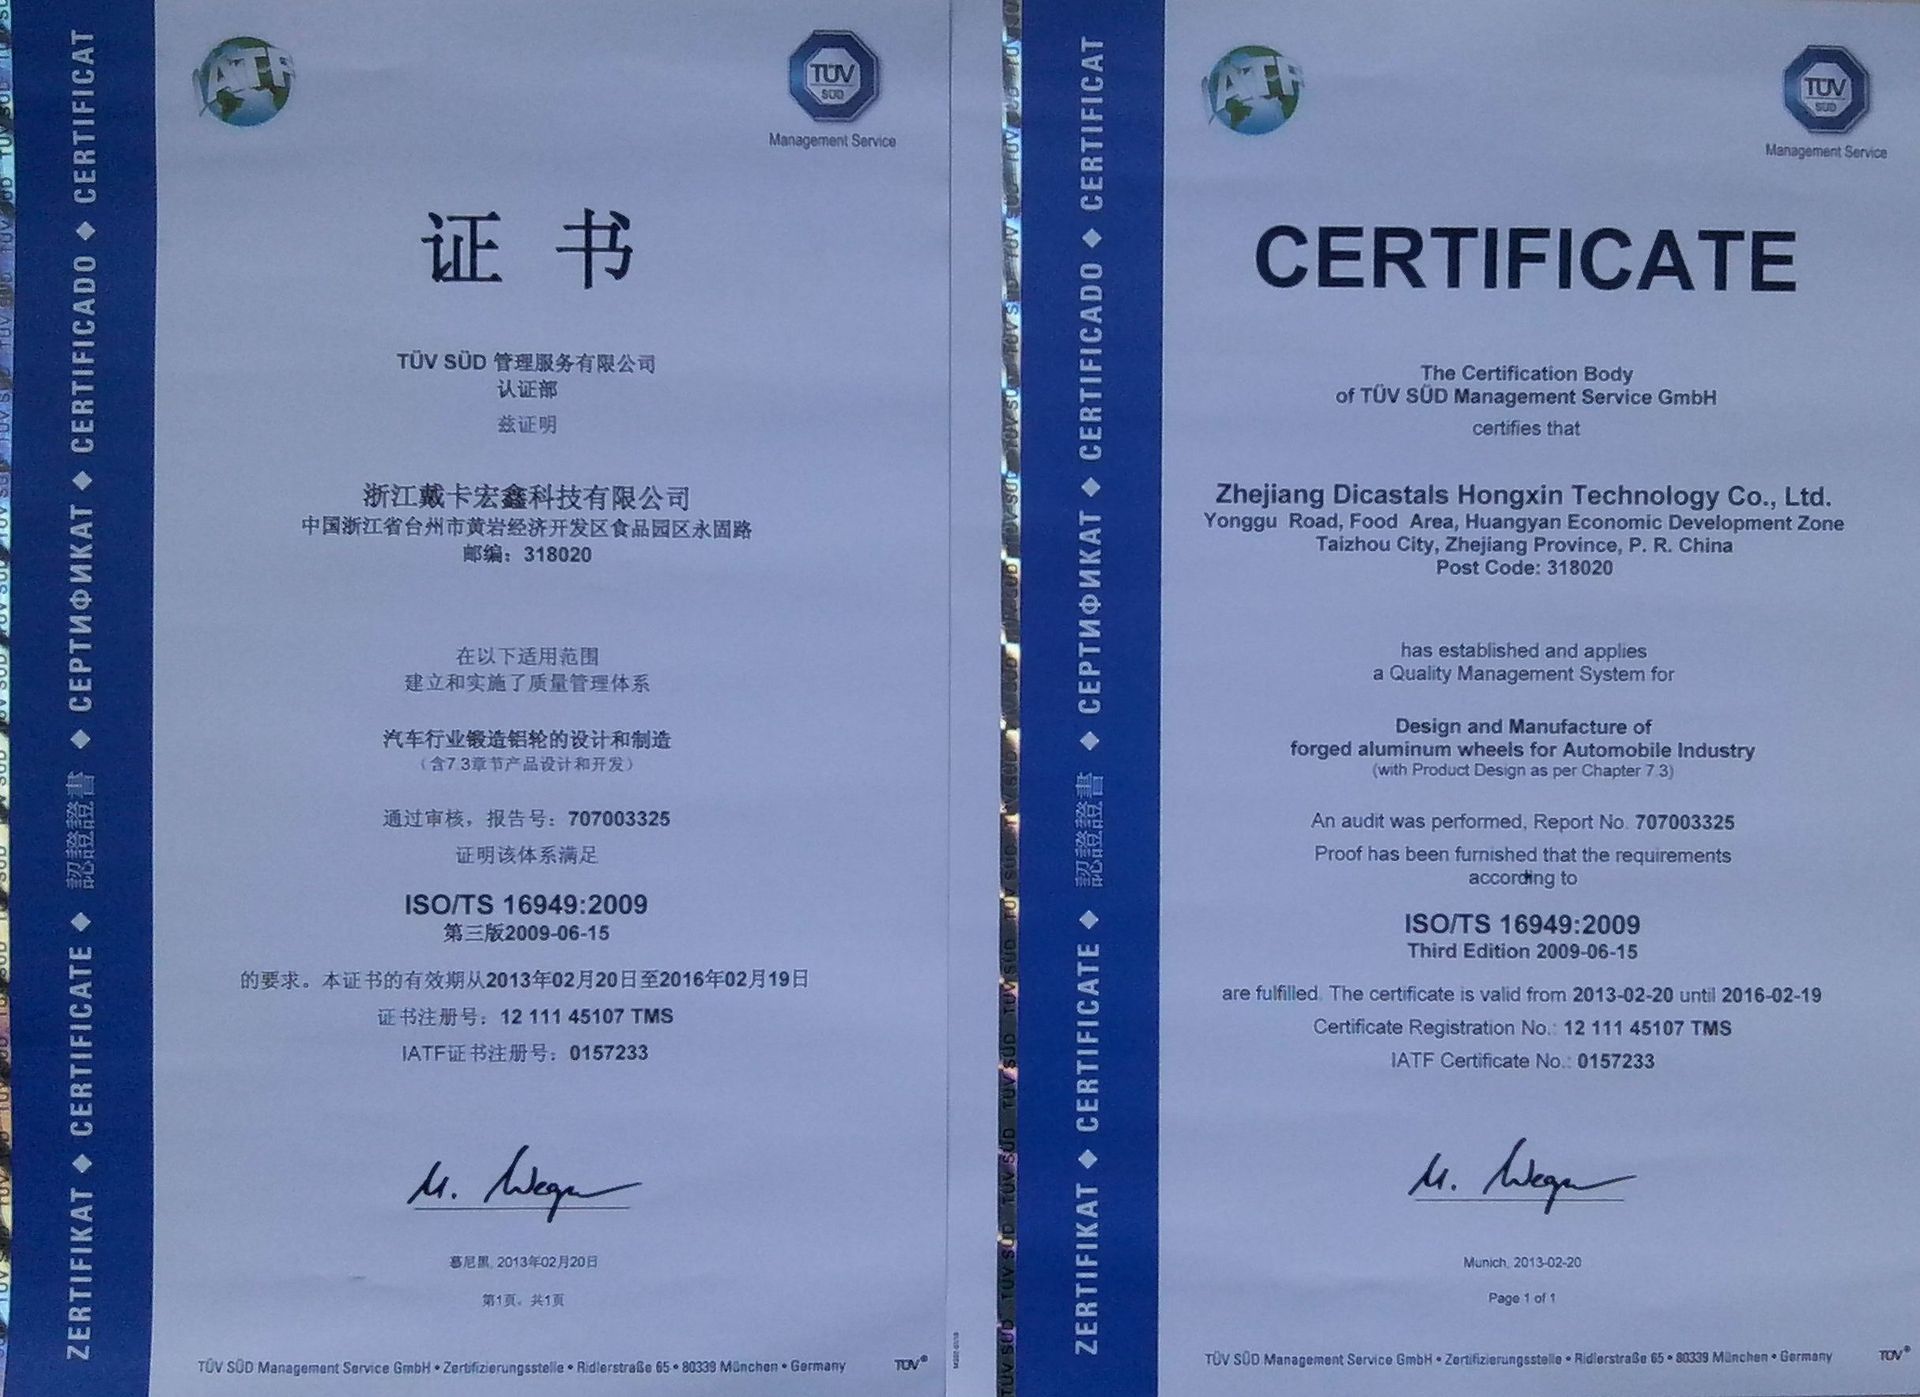 IATF
TÜV
SÜD
Management Service
证 书
TÜV SÜD 管理服务有限公司
认证部
兹证明
浙江戴卡宏鑫科技有限公司
中国浙江省台州市黄岩经济开发区食品园区永固路
邮编：318020
在以下适用范围
建立和实施了质量管理体系
汽车行业锻造铝轮的设计和制造
（含7.3章节产品设计和开发）
通过审核，报告号：707003325
证明该体系满足
ISO/TS 16949:2009
第三版2009-06-15
的要求。本证书的有效期从2013年02月20日至2016年02月19日
证书注册号：12 111 45107 TMS
IATF证书注册号：0157233
M. Wegner
慕尼黑, 2013年02月20日
第1页，共1页
TÜV SÜD Management Service GmbH • Zertifizierungsstelle • Ridlerstraße 65 • 80339 München • Germany
TÜV®
ZERTIFIKAT ◆ CERTIFICATE ◆ 認證證書 ◆ СЕРТИФИКАТ ◆ CERTIFICADO ◆ CERTIFICAT
IATF
TÜV
SÜD
Management Service
CERTIFICATE
The Certification Body
of TÜV SÜD Management Service GmbH
certifies that
Zhejiang Dicastals Hongxin Technology Co., Ltd.
Yonggu Road, Food Area, Huangyan Economic Development Zone
Taizhou City, Zhejiang Province, P. R. China
Post Code: 318020
has established and applies
a Quality Management System for
Design and Manufacture of
forged aluminum wheels for Automobile Industry
(with Product Design as per Chapter 7.3)
An audit was performed, Report No. 707003325
Proof has been furnished that the requirements
according to
ISO/TS 16949:2009
Third Edition 2009-06-15
are fulfilled. The certificate is valid from 2013-02-20 until 2016-02-19
Certificate Registration No.: 12 111 45107 TMS
IATF Certificate No.: 0157233
M. Wegner
Munich, 2013-02-20
Page 1 of 1
TÜV SÜD Management Service GmbH • Zertifizierungsstelle • Ridlerstraße 65 • 80339 München • Germany
TÜV®
ZERTIFIKAT ◆ CERTIFICATE ◆ 認證證書 ◆ СЕРТИФИКАТ ◆ CERTIFICADO ◆ CERTIFICAT